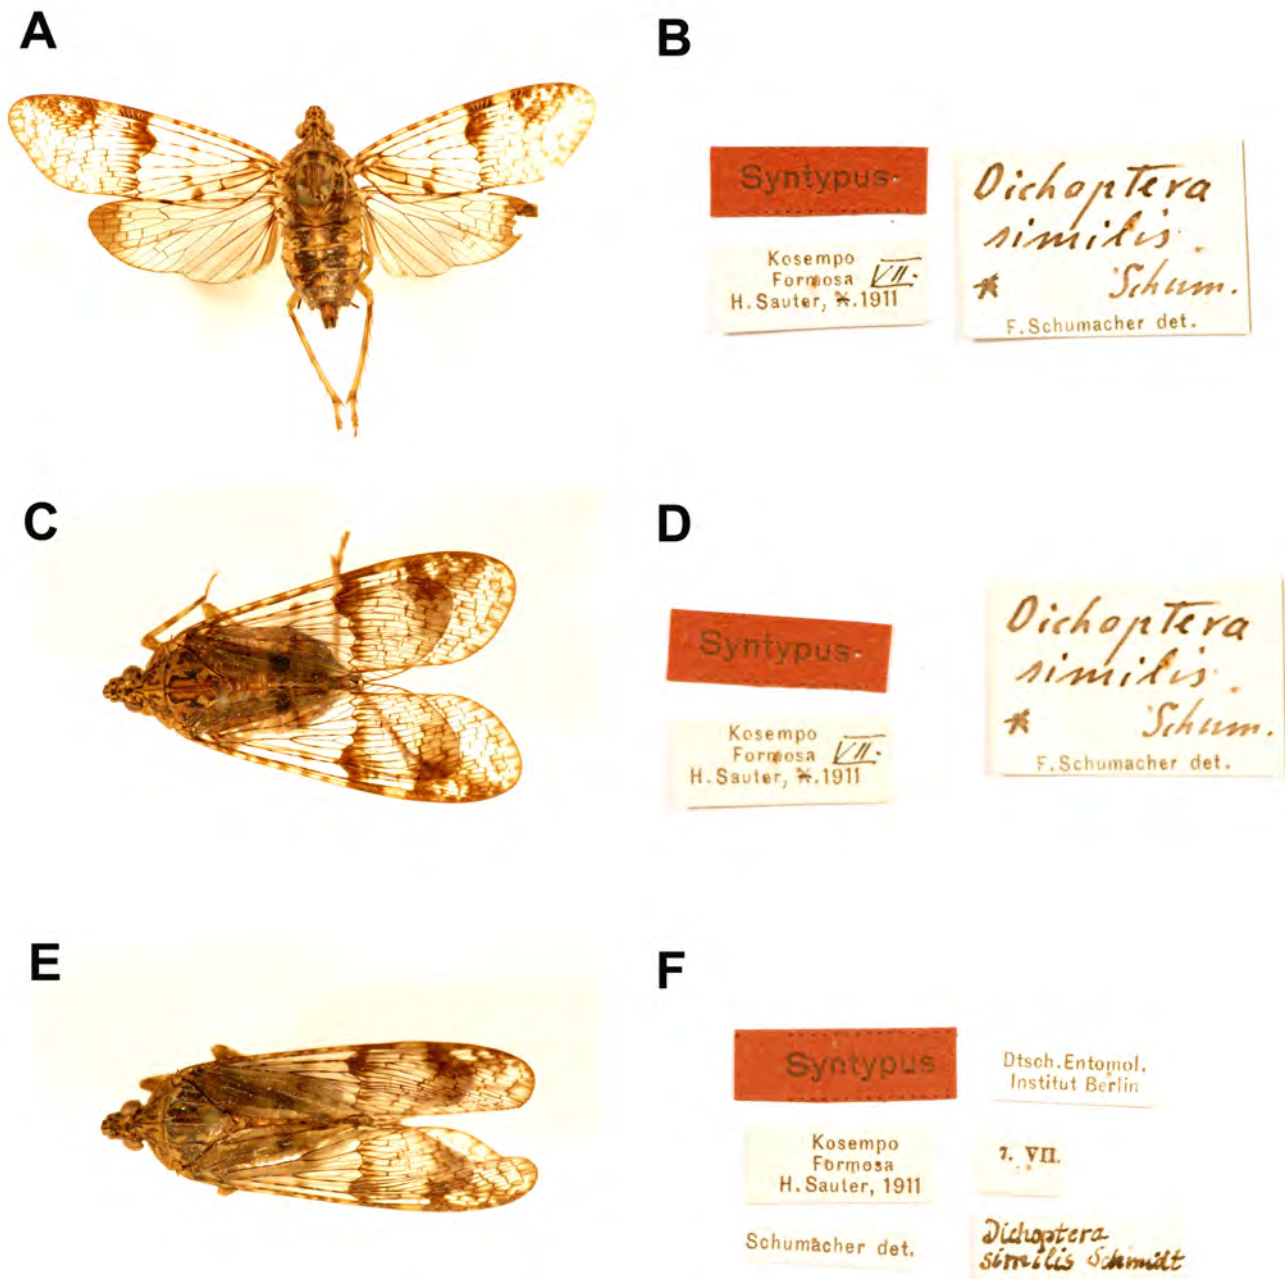 A
B
Syntypus.
Kosempo
Formosa VII.
H. Sauter, X.1911
Dichoptera
similis.
* Schum.
F. Schumacher det.
C
D
Syntypus.
Kosempo
Formosa VII.
H. Sauter, X.1911
Dichoptera
similis.
* Schum.
F. Schumacher det.
E
F
Syntypus
Dtsch. Entomol.
Institut Berlin
Kosempo
Formosa
H. Sauter, 1911
7. VII.
Schumacher det.
Dichoptera
similis Schmidt